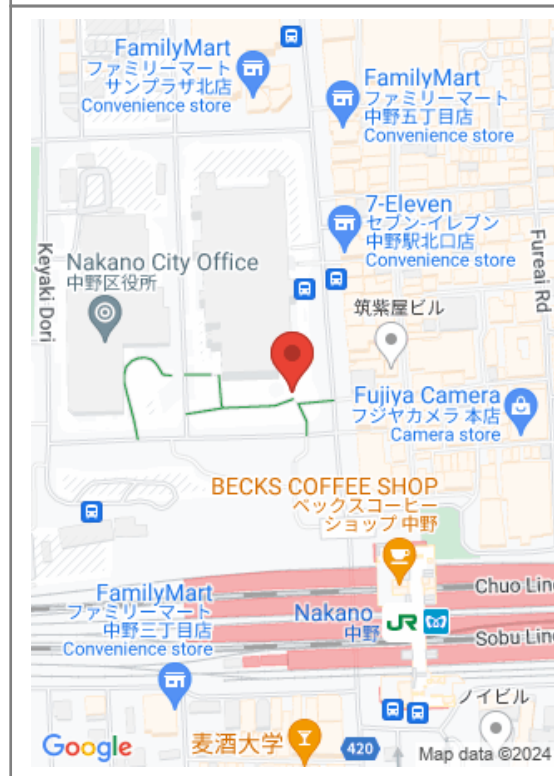 FamilyMart
ファミリーマート
サンプラザ北店
Convenience store
FamilyMart
ファミリーマート
中野五丁目店
Convenience store
7-Eleven
セブン-イレブン
中野駅北口店
Convenience store
Keyaki Dori
Nakano City Office
中野区役所
Fureai Rd
筑紫屋ビル
Fujiya Camera
フジヤカメラ 本店
Camera store
BECKS COFFEE SHOP
ベックスコーヒー
ショップ 中野
Chuo Line
FamilyMart
ファミリーマート
中野三丁目店
Convenience store
Nakano
中野
JR
Sobu Line
ノイビル
Google
麦酒大学
420
Map data ©2024